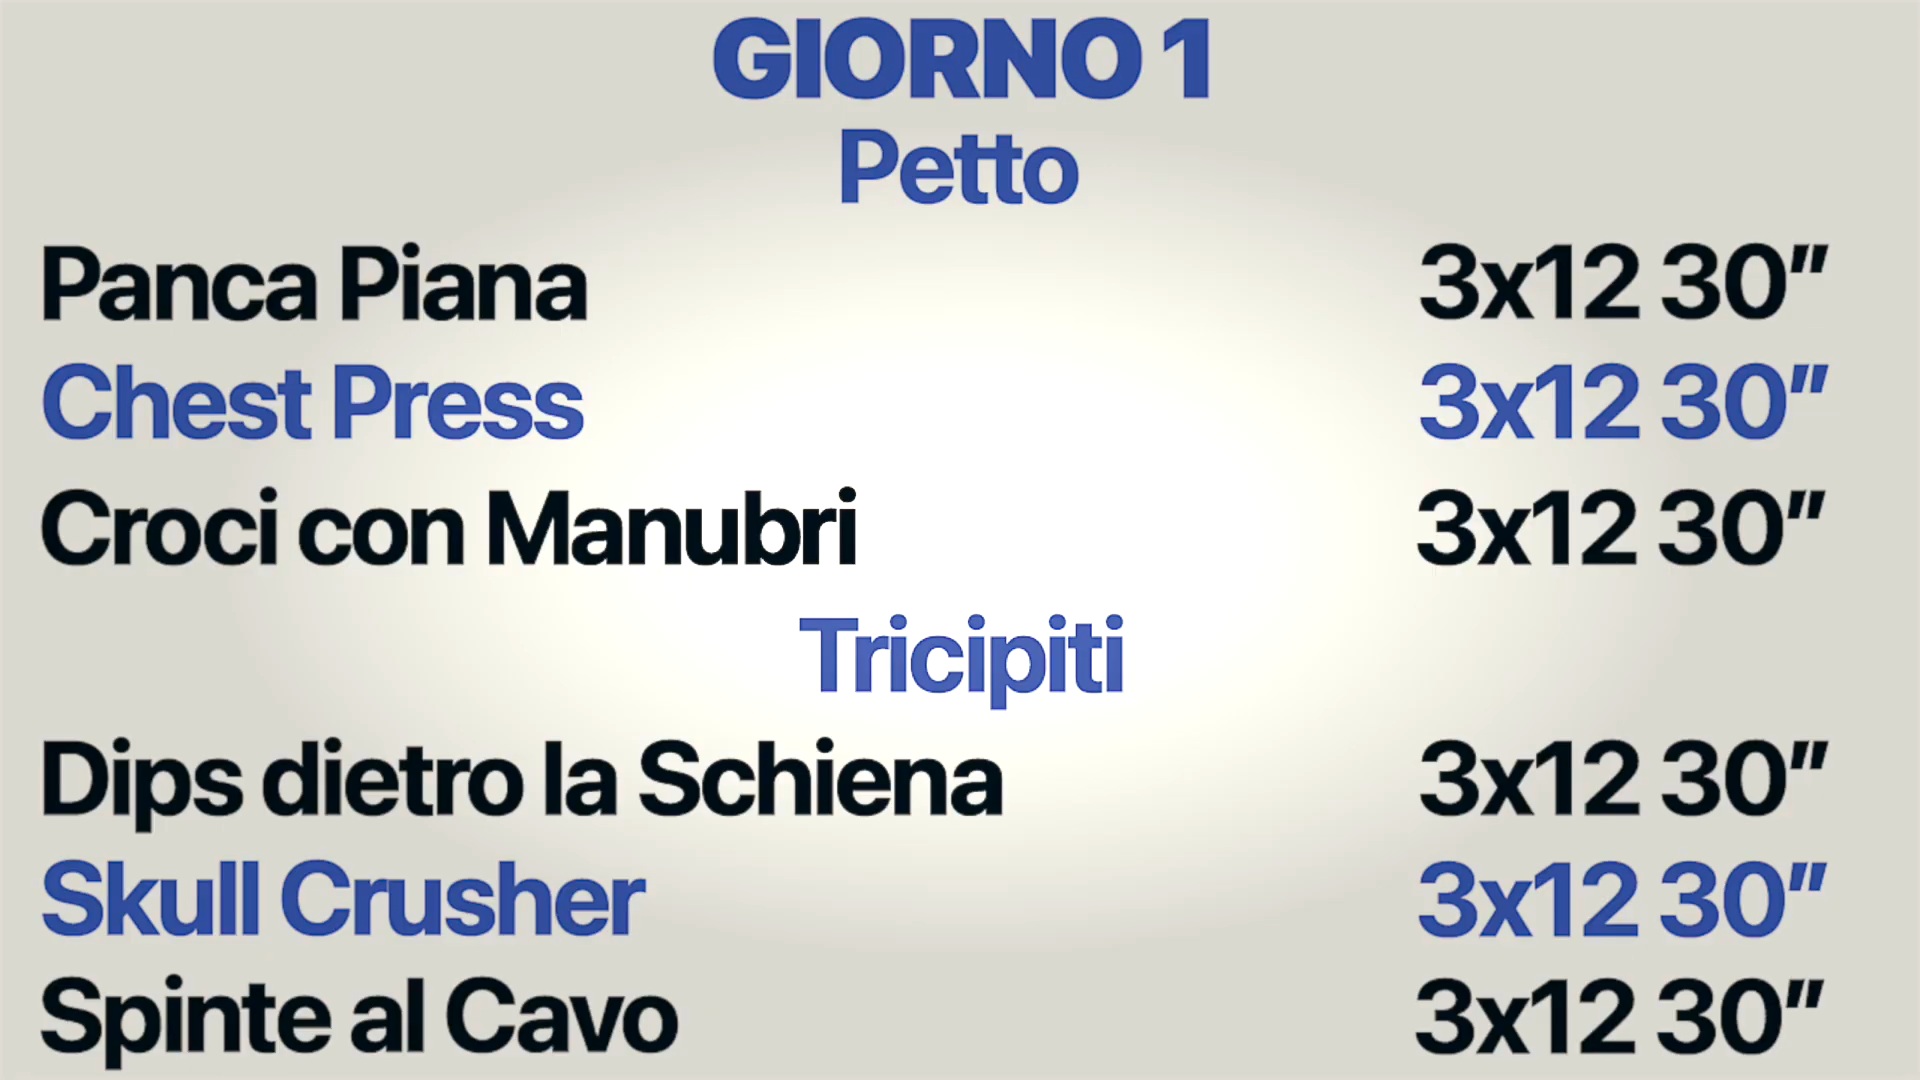 GIORNO 1
Petto
Panca Piana 3x12 30"
Chest Press 3x12 30"
Croci con Manubri 3x12 30"
Tricipiti
Dips dietro la Schiena 3x12 30"
Skull Crusher 3x12 30"
Spinte al Cavo 3x12 30"